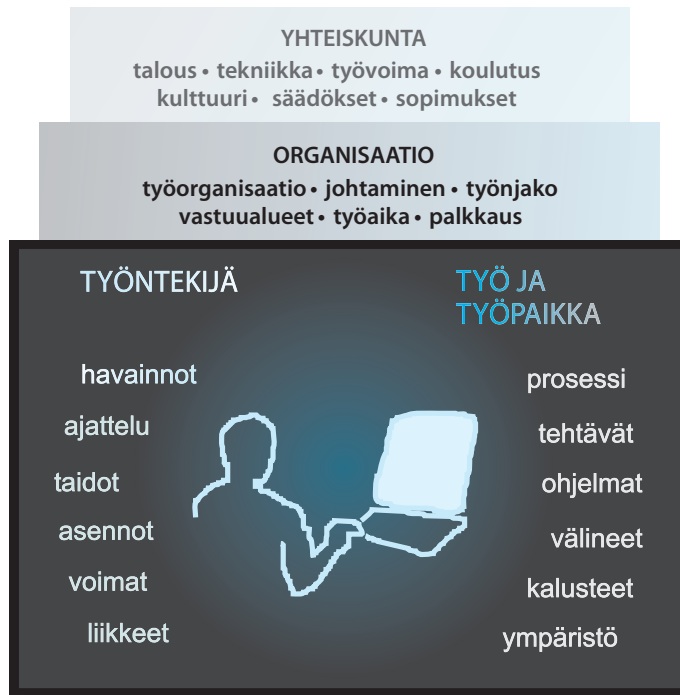 YHTEISKUNTA
talous • tekniikka • työvoima • koulutus
kulttuuri • säädökset • sopimukset
ORGANISAATIO
työorganisaatio • johtaminen • työnjako
vastuualueet • työaika • palkkaus
TYÖNTEKIJÄ
havainnot
ajattelu
taidot
asennot
voimat
liikkeet
TYÖ JA
TYÖPAIKKA
prosessi
tehtävät
ohjelmat
välineet
kalusteet
ympäristö